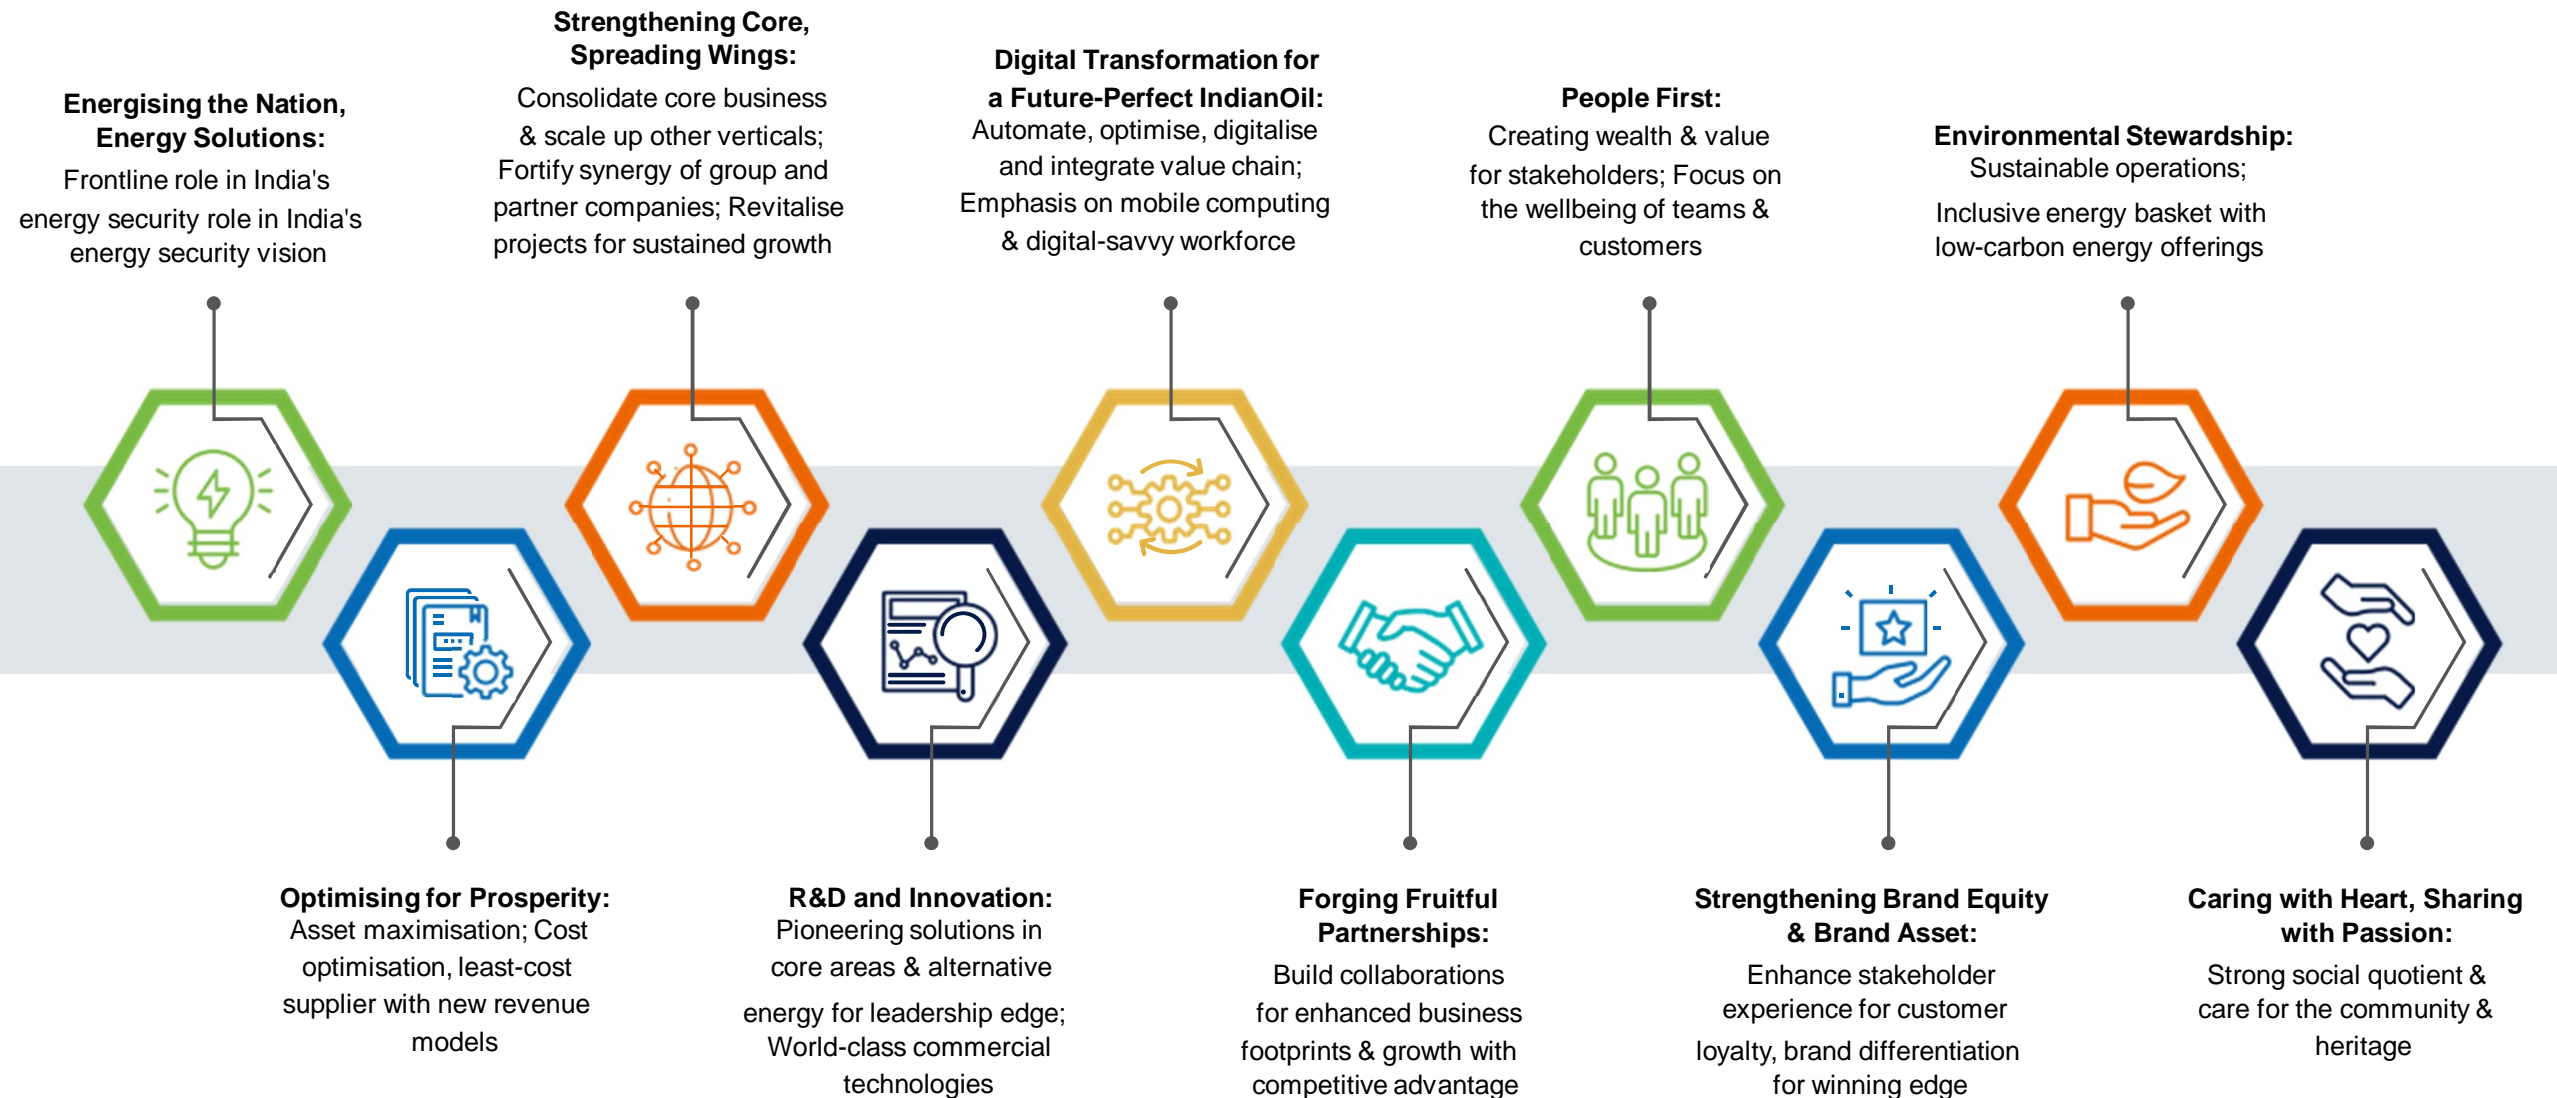 Energising the Nation,
Energy Solutions:
Frontline role in India's
energy security role in India's
energy security vision
Strengthening Core,
Spreading Wings:
Consolidate core business
& scale up other verticals;
Fortify synergy of group and
partner companies; Revitalise
projects for sustained growth
Digital Transformation for
a Future-Perfect IndianOil:
Automate, optimise, digitalise
and integrate value chain;
Emphasis on mobile computing
& digital-savvy workforce
People First:
Creating wealth & value
for stakeholders; Focus on
the wellbeing of teams &
customers
Environmental Stewardship:
Sustainable operations;
Inclusive energy basket with
low-carbon energy offerings
Optimising for Prosperity:
Asset maximisation; Cost
optimisation, least-cost
supplier with new revenue
models
R&D and Innovation:
Pioneering solutions in
core areas & alternative
energy for leadership edge;
World-class commercial
technologies
Forging Fruitful
Partnerships:
Build collaborations
for enhanced business
footprints & growth with
competitive advantage
Strengthening Brand Equity
& Brand Asset:
Enhance stakeholder
experience for customer
loyalty, brand differentiation
for winning edge
Caring with Heart, Sharing
with Passion:
Strong social quotient &
care for the community &
heritage